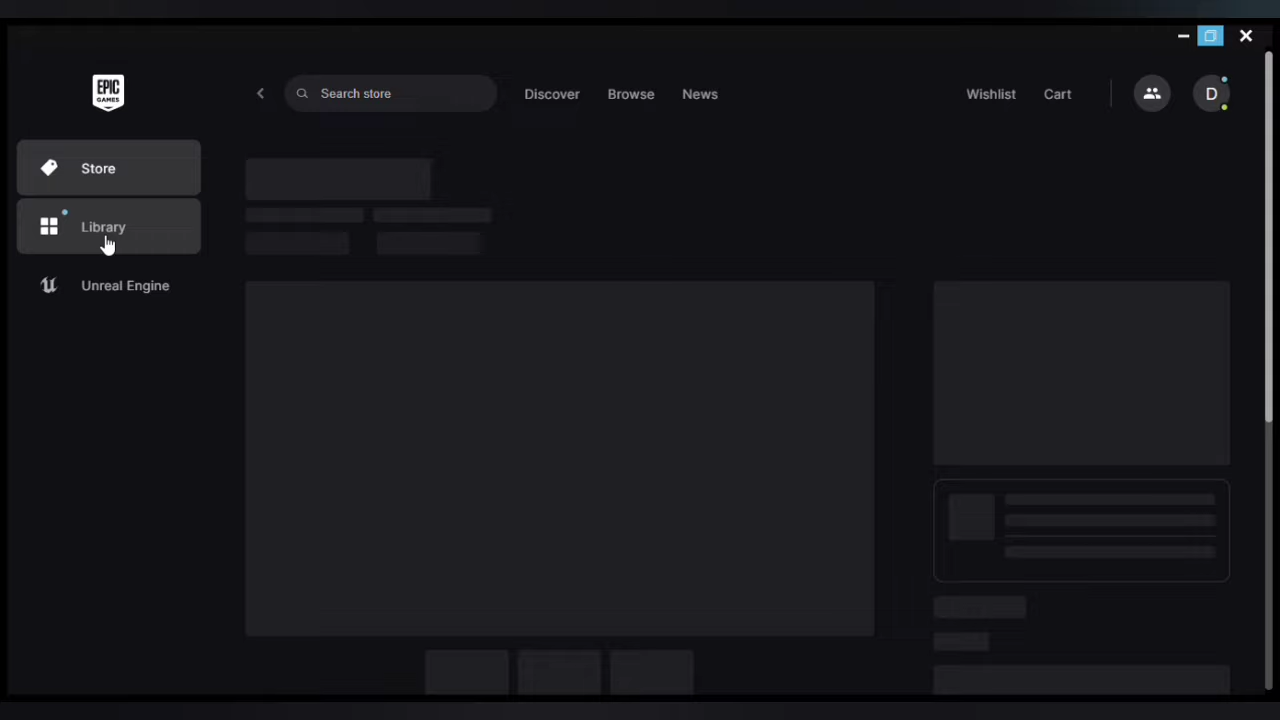 EPIC
GAMES
Search store
Discover
Browse
News
Wishlist
Cart
D
Store
Library
Unreal Engine